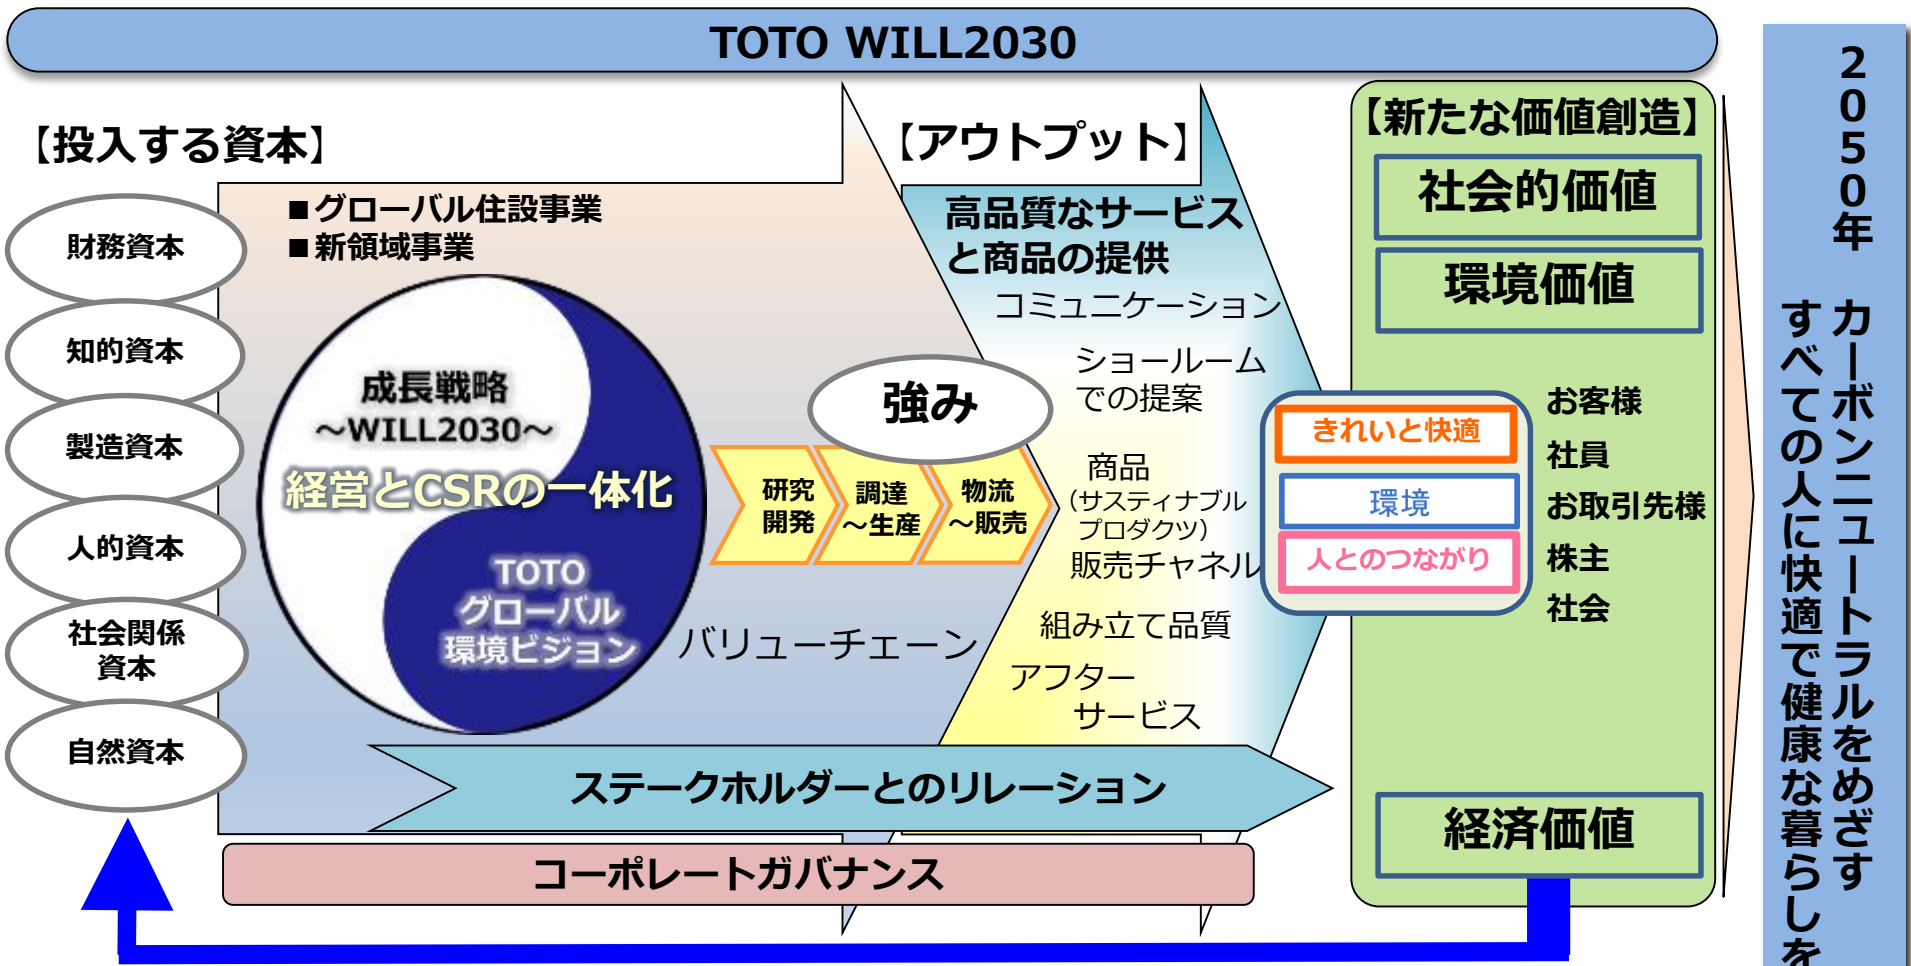 TOTO WILL2030
【投入する資本】
財務資本
知的資本
製造資本
人的資本
社会関係
資本
自然資本
■グローバル住設事業
■新領域事業
成長戦略
～WILL2030～
経営とCSRの一体化
TOTO
グローバル
環境ビジョン
強み
研究
開発
調達
～生産
物流
～販売
バリューチェーン
【アウトプット】
高品質なサービス
と商品の提供
コミュニケーション
ショールーム
での提案
商品
（サスティナブル
プロダクツ）
販売チャネル
組み立て品質
アフター
サービス
ステークホルダーとのリレーション
コーポレートガバナンス
【新たな価値創造】
社会的価値
環境価値
きれいと快適
環境
人とのつながり
お客様
社員
お取引先様
株主
社会
経済価値
2050年　カーボンニュートラルをめざす
すべての人に快適で健康な暮らしを